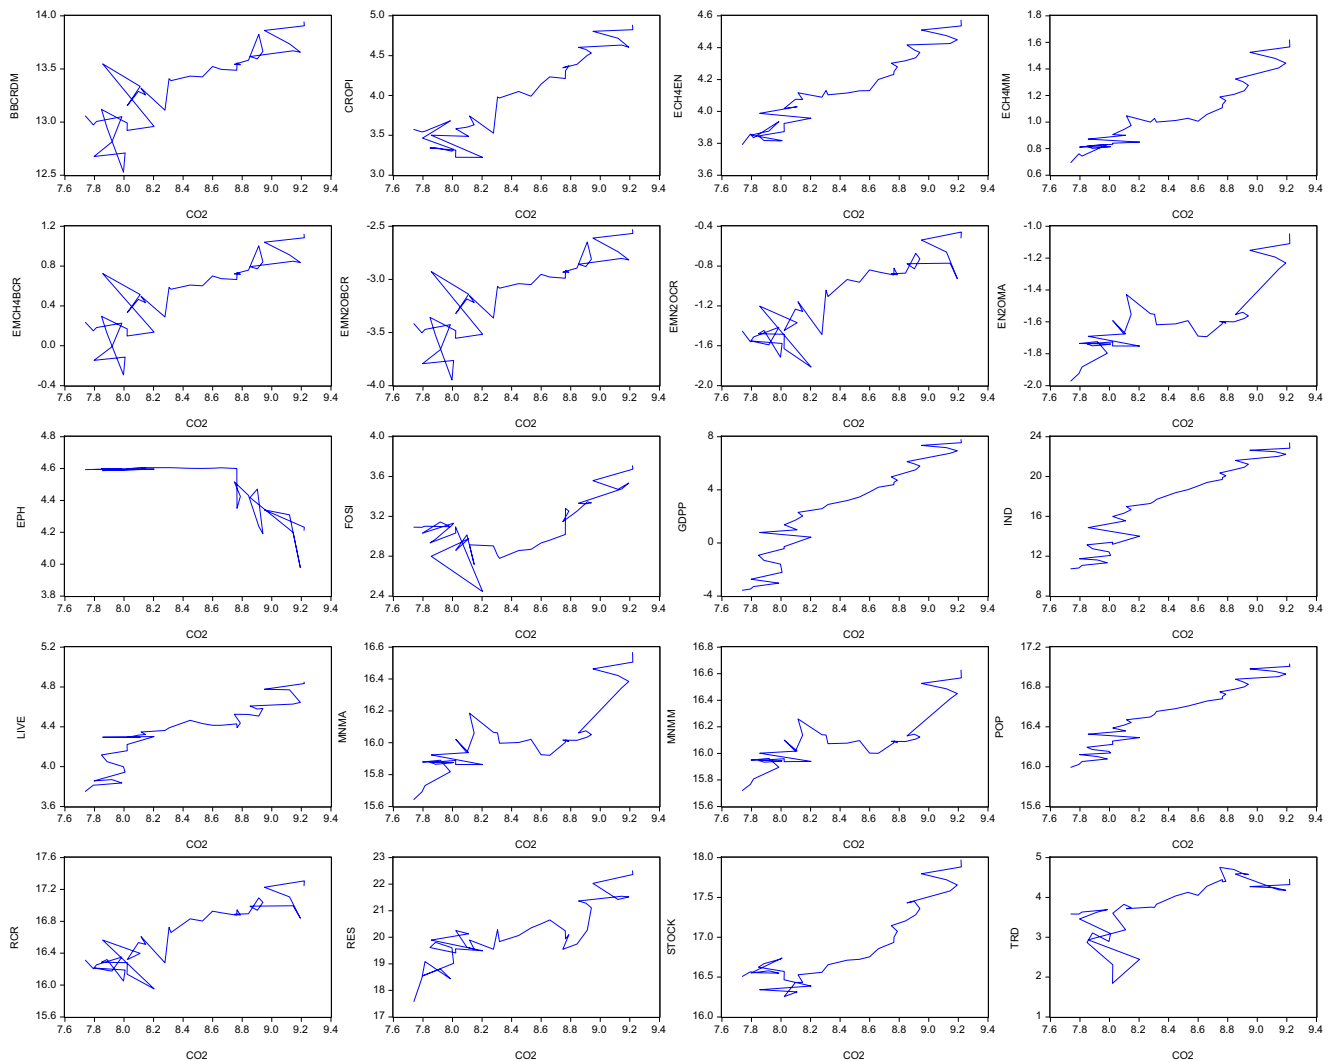 BBCRDM
14.0
13.5
13.0
12.5
7.6 7.8 8.0 8.2 8.4 8.6 8.8 9.0 9.2 9.4
CO2
CROPI
5.0
4.5
4.0
3.5
3.0
7.6 7.8 8.0 8.2 8.4 8.6 8.8 9.0 9.2 9.4
CO2
ECH4EN
4.6
4.4
4.2
4.0
3.8
3.6
7.6 7.8 8.0 8.2 8.4 8.6 8.8 9.0 9.2 9.4
CO2
ECH4MM
1.8
1.6
1.4
1.2
1.0
0.8
0.6
7.6 7.8 8.0 8.2 8.4 8.6 8.8 9.0 9.2 9.4
CO2
EMCH4BCR
1.2
0.8
0.4
0.0
-0.4
7.6 7.8 8.0 8.2 8.4 8.6 8.8 9.0 9.2 9.4
CO2
EMN2OBCR
-2.5
-3.0
-3.5
-4.0
7.6 7.8 8.0 8.2 8.4 8.6 8.8 9.0 9.2 9.4
CO2
EMN2OCR
-0.4
-0.8
-1.2
-1.6
-2.0
7.6 7.8 8.0 8.2 8.4 8.6 8.8 9.0 9.2 9.4
CO2
EN2OMA
-1.0
-1.2
-1.4
-1.6
-1.8
-2.0
7.6 7.8 8.0 8.2 8.4 8.6 8.8 9.0 9.2 9.4
CO2
EPH
4.8
4.6
4.4
4.2
4.0
3.8
7.6 7.8 8.0 8.2 8.4 8.6 8.8 9.0 9.2 9.4
CO2
FOSI
4.0
3.6
3.2
2.8
2.4
7.6 7.8 8.0 8.2 8.4 8.6 8.8 9.0 9.2 9.4
CO2
GDPP
8
4
0
-4
7.6 7.8 8.0 8.2 8.4 8.6 8.8 9.0 9.2 9.4
CO2
IND
24
20
16
12
8
7.6 7.8 8.0 8.2 8.4 8.6 8.8 9.0 9.2 9.4
CO2
LIVE
5.2
4.8
4.4
4.0
3.6
7.6 7.8 8.0 8.2 8.4 8.6 8.8 9.0 9.2 9.4
CO2
MNMA
16.6
16.4
16.2
16.0
15.8
15.6
7.6 7.8 8.0 8.2 8.4 8.6 8.8 9.0 9.2 9.4
CO2
MNMM
16.8
16.6
16.4
16.2
16.0
15.8
15.6
7.6 7.8 8.0 8.2 8.4 8.6 8.8 9.0 9.2 9.4
CO2
POP
17.2
16.8
16.4
16.0
15.6
7.6 7.8 8.0 8.2 8.4 8.6 8.8 9.0 9.2 9.4
CO2
RCR
17.6
17.2
16.8
16.4
16.0
15.6
7.6 7.8 8.0 8.2 8.4 8.6 8.8 9.0 9.2 9.4
CO2
RES
23
22
21
20
19
18
17
7.6 7.8 8.0 8.2 8.4 8.6 8.8 9.0 9.2 9.4
CO2
STOCK
18.0
17.5
17.0
16.5
16.0
7.6 7.8 8.0 8.2 8.4 8.6 8.8 9.0 9.2 9.4
CO2
TRD
5
4
3
2
1
7.6 7.8 8.0 8.2 8.4 8.6 8.8 9.0 9.2 9.4
CO2